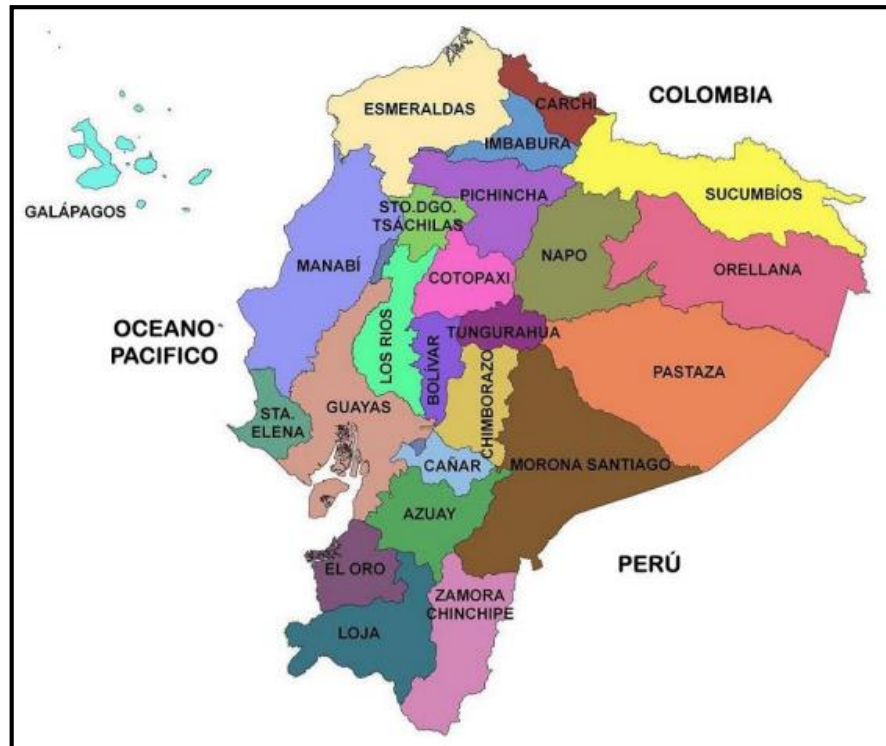 COLOMBIA
CARCHI
ESMERALDAS
IMBABURA
PICHINCHA
SUCUMBÍOS
GALÁPAGOS
STO.DGO.
TSÁCHILAS
MANABÍ
NAPO
ORELLANA
COTOPAXI
OCEANO
PACIFICO
TUNGURAHUA
LOS RIOS
BOLÍVAR
CHIMBORAZO
PASTAZA
GUAYAS
STA.
ELENA
CAÑAR
MORONA SANTIAGO
AZUAY
PERÚ
EL ORO
ZAMORA
CHINCHIPE
LOJA